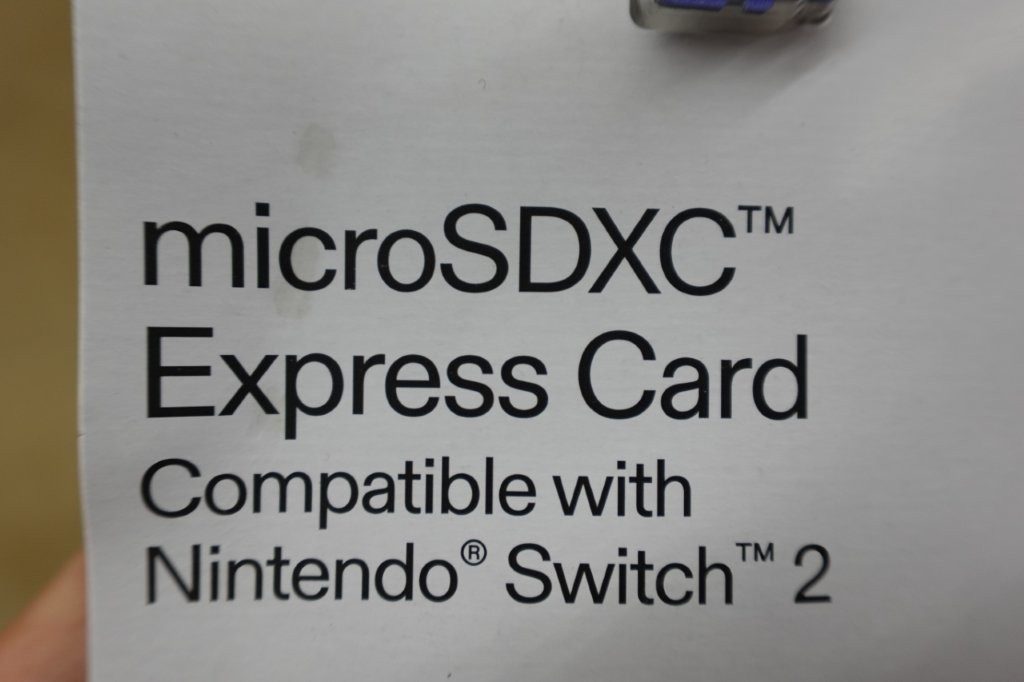 microSDXC™
Express Card
Compatible with
Nintendo® Switch™ 2